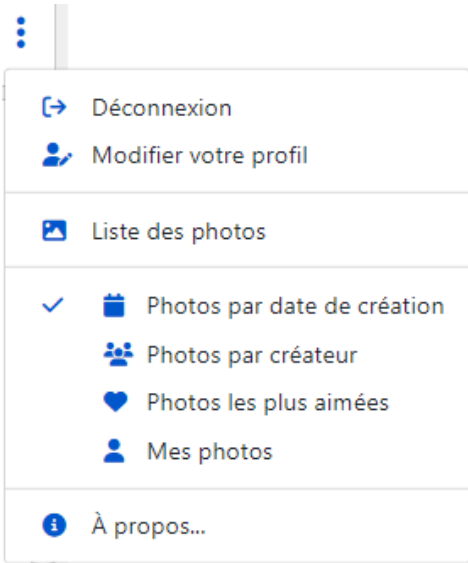 Déconnexion
Modifier votre profil
Liste des photos
Photos par date de création
Photos par créateur
Photos les plus aimées
Mes photos
À propos...